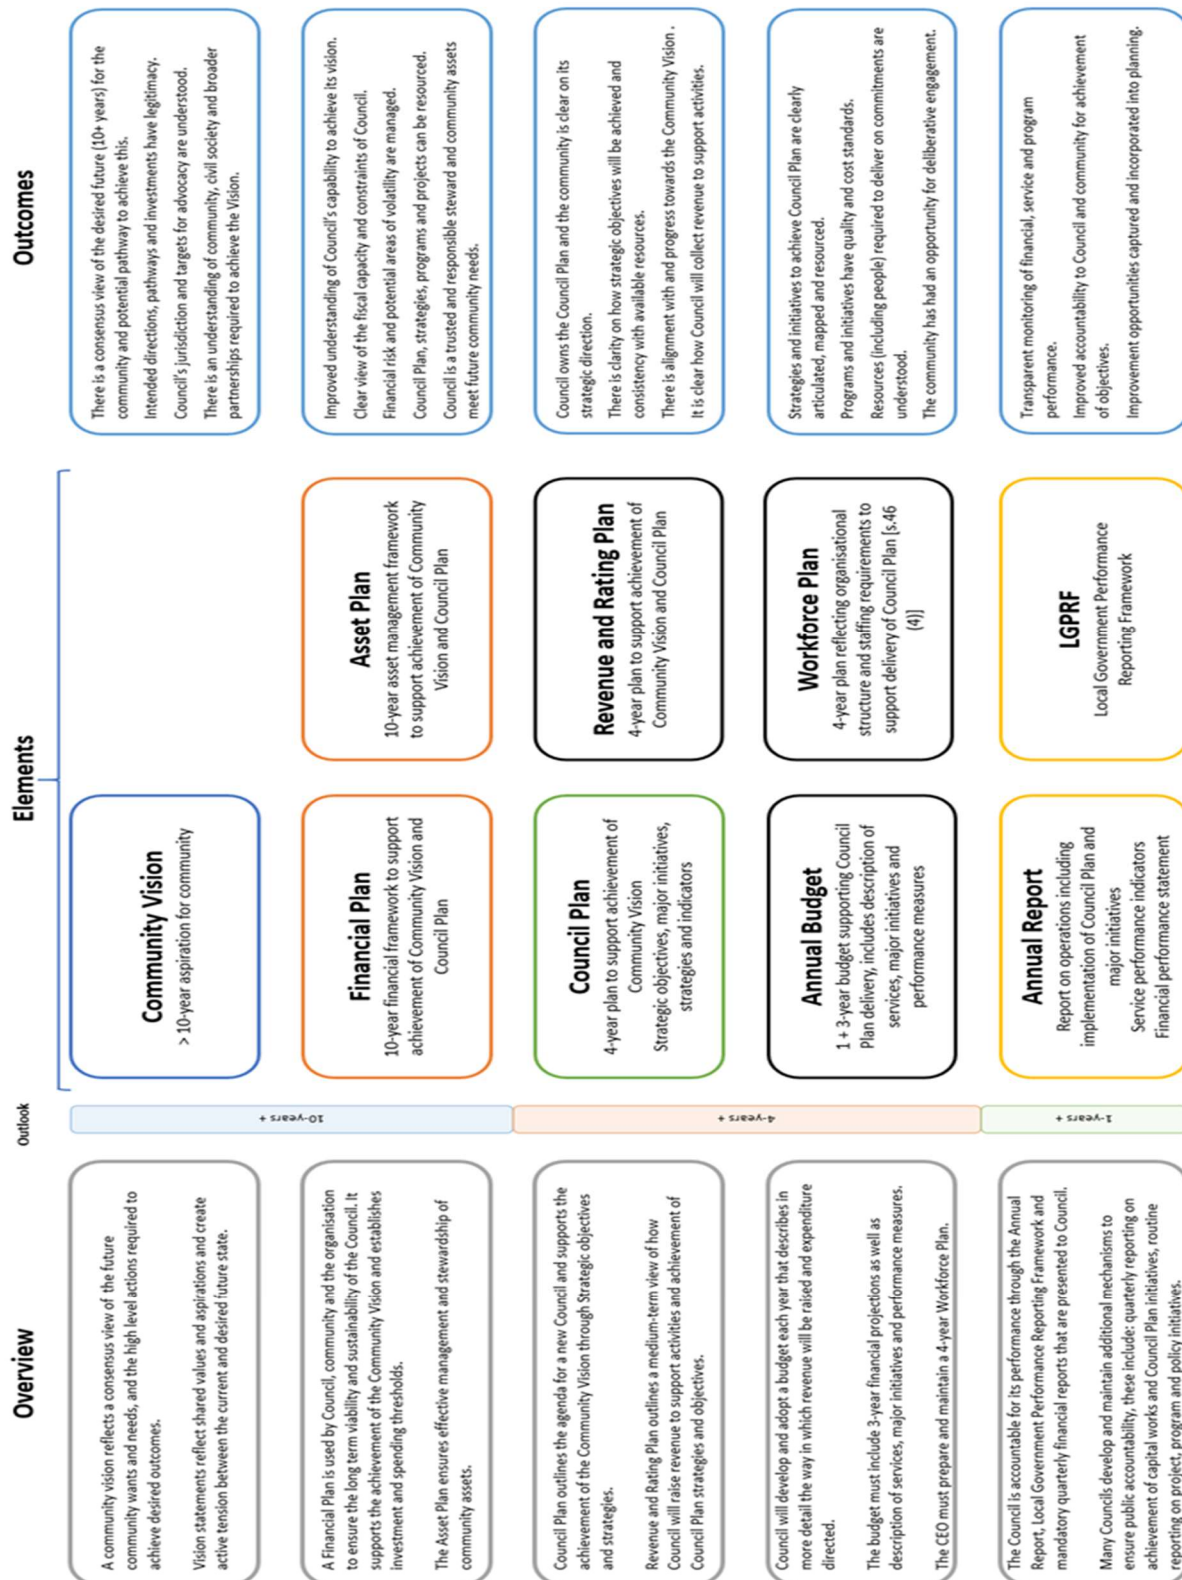 Overview
Outlook
Elements
Outcomes
A community vision reflects a consensus view of the future
community wants and needs, and the high level actions required to
achieve desired outcomes.
Vision statements reflect shared values and aspirations and create
active tension between the current and desired future state.
10-years +
Community Vision
> 10-year aspiration for community
There is a consensus view of the desired future (10+ years) for the
community and potential pathway to achieve this.
Intended directions, pathways and investments have legitimacy.
Council's jurisdiction and targets for advocacy are understood.
There is an understanding of community, civil society and broader
partnerships required to achieve the Vision.
A Financial Plan is used by Council, community and the organisation
to ensure the long term viability and sustainability of the Council. It
supports the achievement of the Community Vision and establishes
investment and spending thresholds.
The Asset Plan ensures effective management and stewardship of
community assets.
Financial Plan
10-year financial framework to support
achievement of Community Vision and
Council Plan
Asset Plan
10-year asset management framework
to support achievement of Community
Vision and Council Plan
Improved understanding of Council's capability to achieve its vision.
Clear view of the fiscal capacity and constraints of Council.
Financial risk and potential areas of volatility are managed.
Council Plan, strategies, programs and projects can be resourced.
Council is a trusted and responsible steward and community assets
meet future community needs.
Council Plan outlines the agenda for a new Council and supports the
achievement of the Community Vision through Strategic objectives
and strategies.
Revenue and Rating Plan outlines a medium-term view of how
Council will raise revenue to support activities and achievement of
Council Plan strategies and objectives.
4-years +
Council Plan
4-year plan to support achievement of
Community Vision
Strategic objectives, major initiatives,
strategies and indicators
Revenue and Rating Plan
4-year plan to support achievement of
Community Vision and Council Plan
Council owns the Council Plan and the community is clear on its
strategic direction.
There is clarity on how strategic objectives will be achieved and
consistency with available resources.
There is alignment with and progress towards the Community Vision .
It is clear how Council will collect revenue to support activities.
Council will develop and adopt a budget each year that describes in
more detail the way in which revenue will be raised and expenditure
directed.
The budget must include 3-year financial projections as well as
description of services, major initiatives and performance measures.
The CEO must prepare and maintain a 4-year Workforce Plan.
Annual Budget
1 + 3-year budget supporting Council
Plan delivery, includes description of
services, major initiatives and
performance measures
Workforce Plan
4-year plan reflecting organisational
structure and staffing requirements to
support delivery of Council Plan [s.46
(4)]
Strategies and initiatives to achieve Council Plan are clearly
articulated, mapped and resourced.
Programs and initiatives have quality and cost standards.
Resources (including people) required to deliver on commitments are
understood.
The community has had an opportunity for deliberative engagement.
The Council is accountable for its performance through the Annual
Report, Local Government Performance Reporting Framework and
mandatory quarterly financial reports that are presented to Council.
Many Councils develop and maintain additional mechanisms to
ensure public accountability, these include: quarterly reporting on
achievement of capital works and Council Plan initiatives, routine
reporting on project, program and policy initiatives.
1-years +
Annual Report
Report on operations including
implementation of Council Plan and
major initiatives
Service performance indicators
Financial performance statement
LGPRF
Local Government Performance
Reporting Framework
Transparent monitoring of financial, service and program
performance.
Improved accountability to Council and community for achievement
of objectives.
Improvement opportunities captured and incorporated into planning.